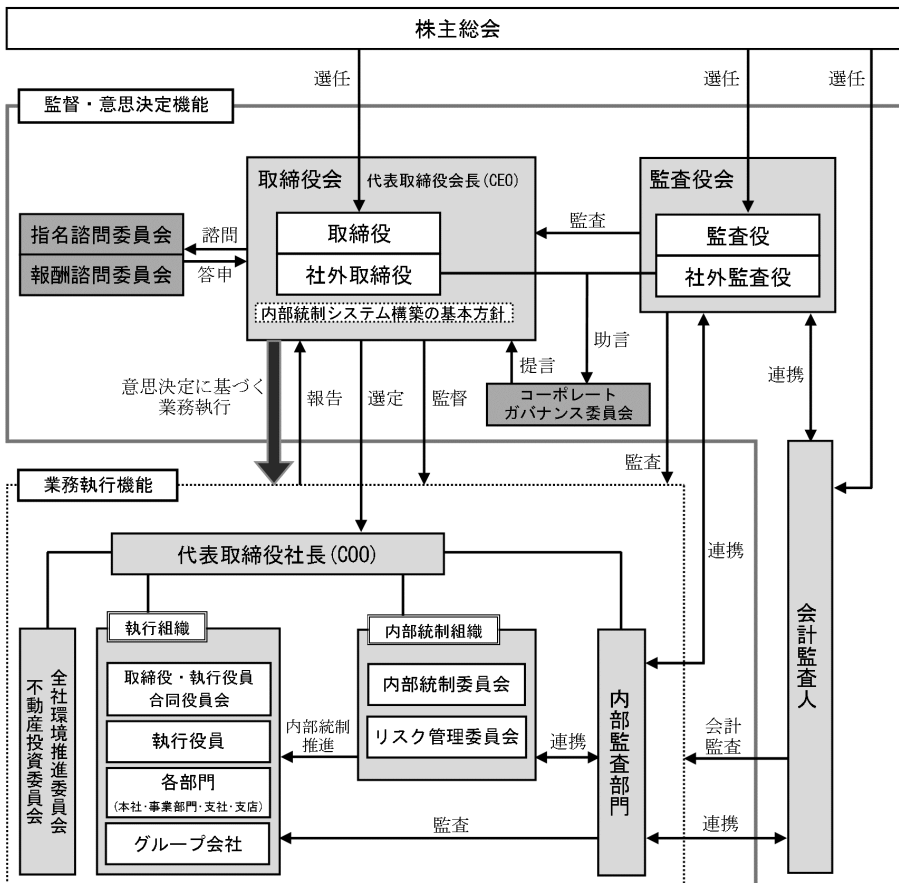 株主総会
選任
選任
選任
監督・意思決定機能
取締役会
代表取締役会長(CEO)
監査役会
指名諮問委員会
報酬諮問委員会
諮問
答申
取締役
社外取締役
監査
監査役
社外監査役
内部統制システム構築の基本方針
意思決定に基づく
業務執行
報告
選定
監督
提言
助言
コーポレート
ガバナンス委員会
監査
連携
業務執行機能
代表取締役社長(COO)
連携
執行組織
内部統制組織
全社環境推進委員会
不動産投資委員会
取締役・執行役員
合同役員会
執行役員
各部門
(本社・事業部門・支社・支店)
グループ会社
内部統制
推進
内部統制委員会
リスク管理委員会
連携
内部監査部門
会計監査人
会計
監査
監査
連携